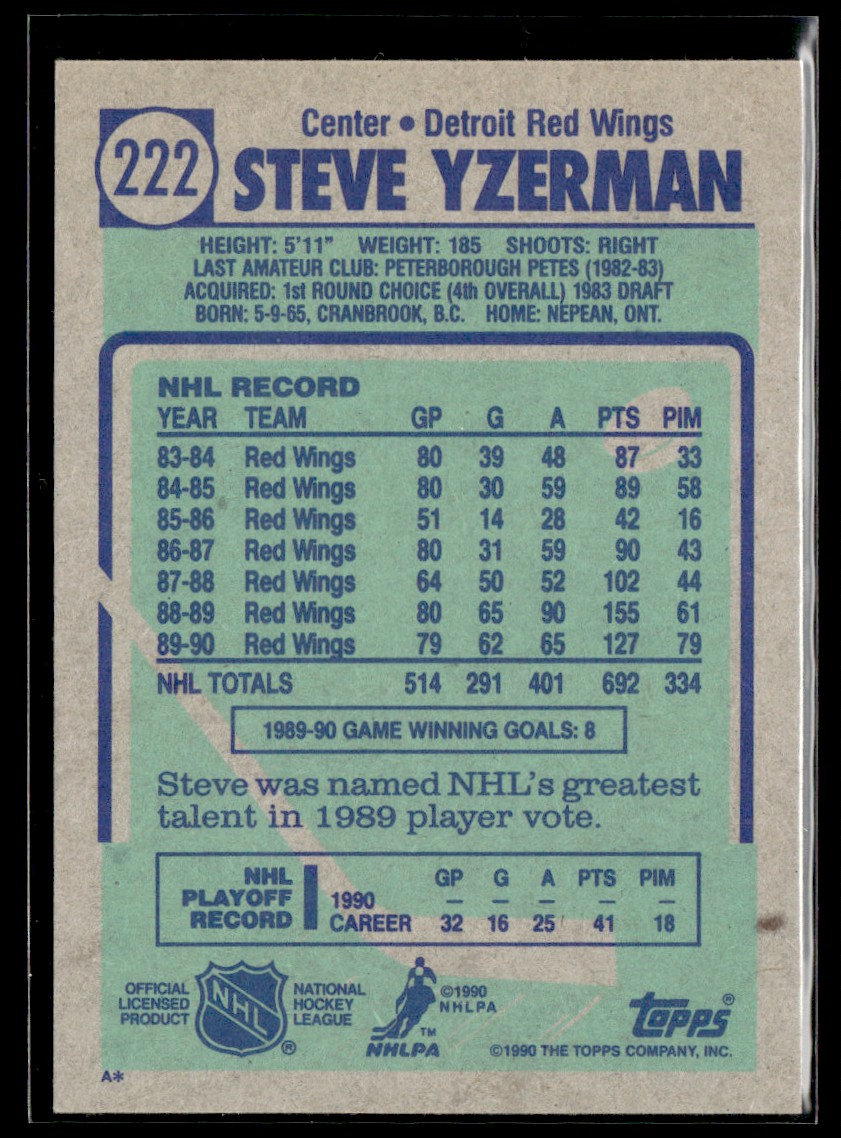 222
Center • Detroit Red Wings
STEVE YZERMAN
HEIGHT: 5'11" WEIGHT: 185 SHOOTS: RIGHT
LAST AMATEUR CLUB: PETERBOROUGH PETES (1982-83)
ACQUIRED: 1st ROUND CHOICE (4th OVERALL) 1983 DRAFT
BORN: 5-9-65, CRANBROOK, B.C. HOME: NEPEAN, ONT.
NHL RECORD
YEAR TEAM GP G A PTS PIM
83-84 Red Wings 80 39 48 87 33
84-85 Red Wings 80 30 59 89 58
85-86 Red Wings 51 14 28 42 16
86-87 Red Wings 80 31 59 90 43
87-88 Red Wings 64 50 52 102 44
88-89 Red Wings 80 65 90 155 61
89-90 Red Wings 79 62 65 127 79
NHL TOTALS 514 291 401 692 334
1989-90 GAME WINNING GOALS: 8
Steve was named NHL's greatest
talent in 1989 player vote.
NHL PLAYOFF RECORD
GP G A PTS PIM
1990 — — — — —
CAREER 32 16 25 41 18
OFFICIAL
LICENSED
PRODUCT
NHL
®
NATIONAL
HOCKEY
LEAGUE
©1990
NHLPA
TM
NHLPA
Topps®
©1990 THE TOPPS COMPANY, INC.
A*